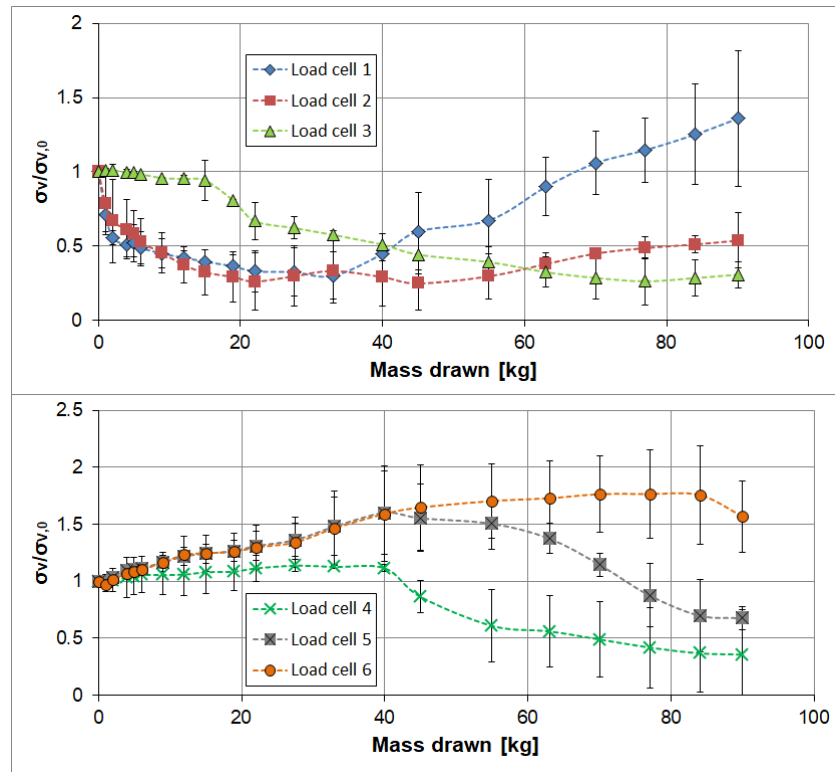 2
1.5
1
0.5
0
σv/σv,0
Load cell 1
Load cell 2
Load cell 3
0 20 40 60 80 100
Mass drawn [kg]
2.5
2
1.5
1
0.5
0
σv/σv,0
Load cell 4
Load cell 5
Load cell 6
0 20 40 60 80 100
Mass drawn [kg]